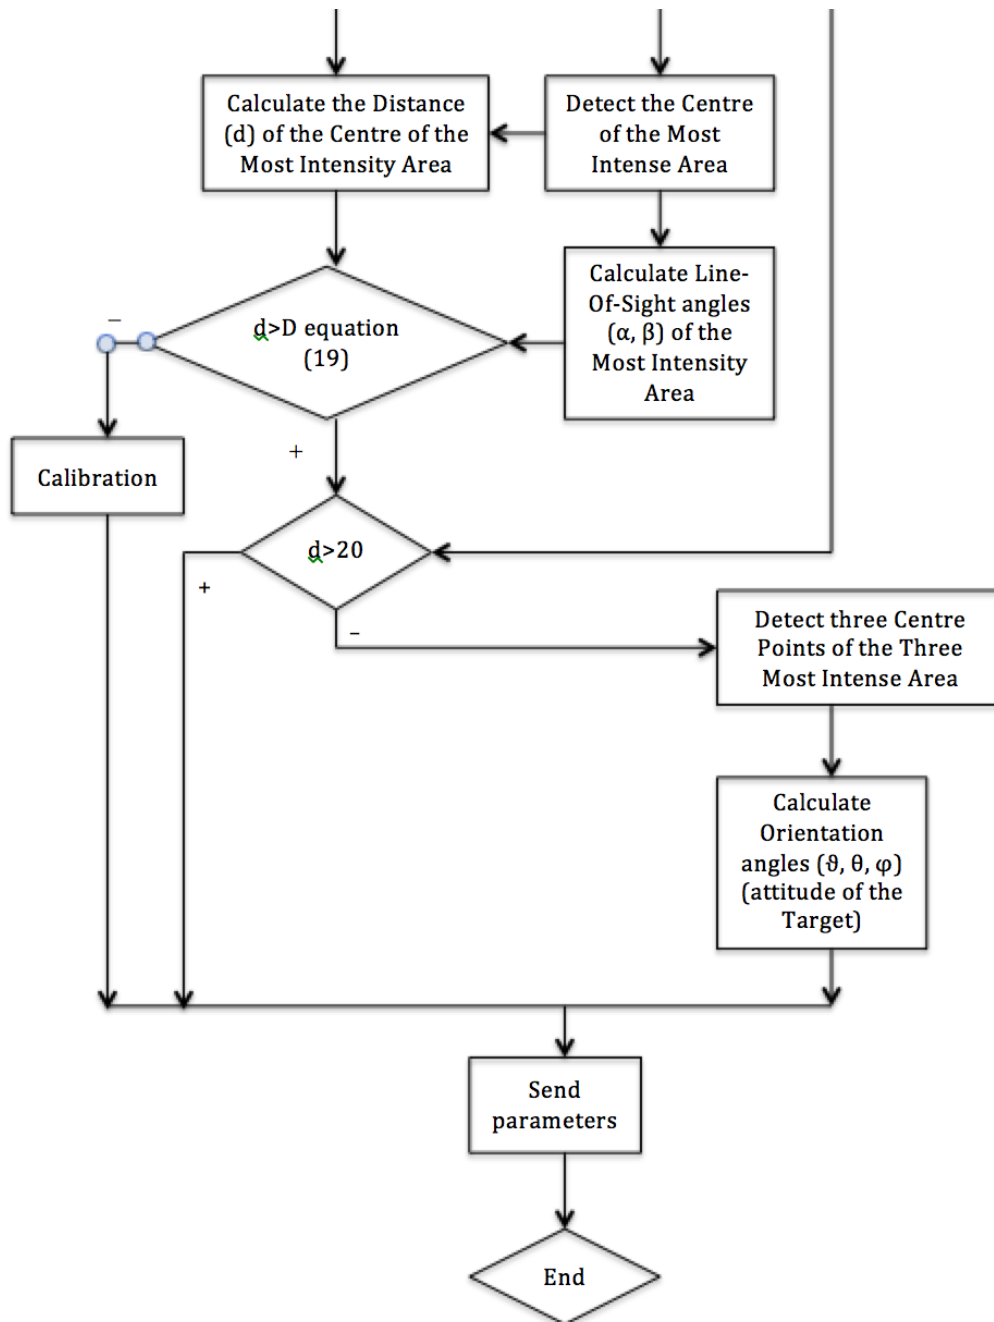 Calculate the Distance
(d) of the Centre of the
Most Intensity Area
Detect the Centre
of the Most
Intense Area
Calculate Line-
Of-Sight angles
(α, β) of the
Most Intensity
Area
d>D equation
(19)
–
+
Calibration
d>20
+
–
Detect three Centre
Points of the Three
Most Intense Area
Calculate
Orientation
angles (ϑ, θ, φ)
(attitude of the
Target)
Send
parameters
End